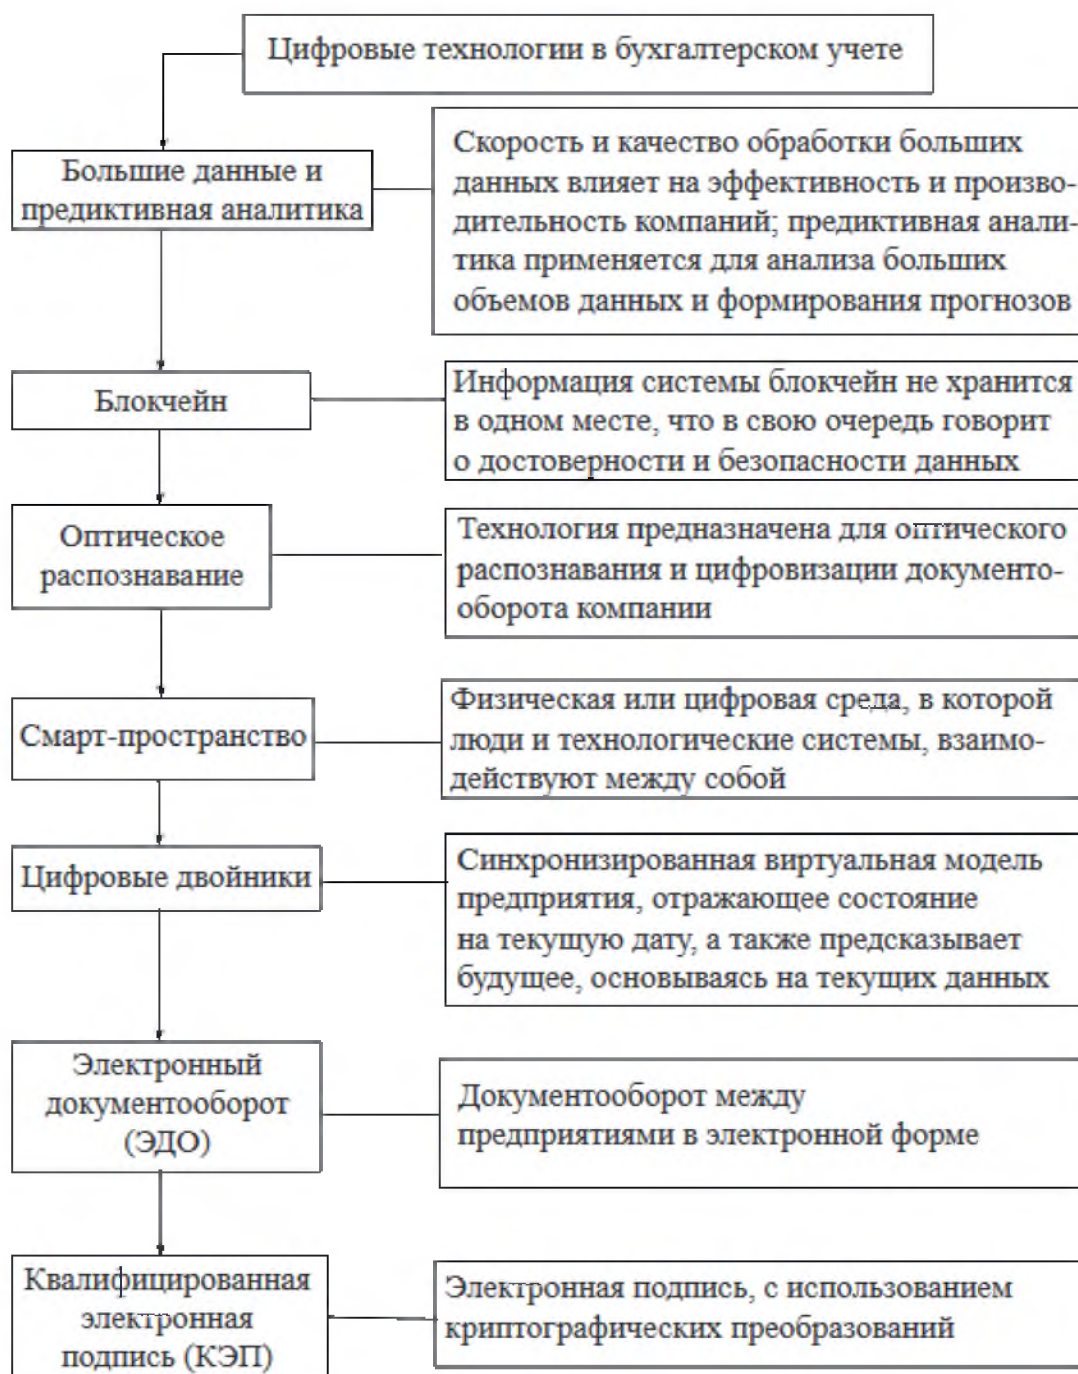 Цифровые технологии в бухгалтерском учете
Большие данные и
предиктивная аналитика
Скорость и качество обработки больших
данных влияет на эффективность и произво-
дительность компаний; предиктивная анали-
тика применяется для анализа больших
объемов данных и формирования прогнозов
Блокчейн
Информация системы блокчейн не хранится
в одном месте, что в свою очередь говорит
о достоверности и безопасности данных
Оптическое
распознавание
Технология предназначена для оптического
распознавания и цифровизации документо-
оборота компании
Смарт-пространство
Физическая или цифровая среда, в которой
люди и технологические системы, взаимо-
действуют между собой
Цифровые двойники
Синхронизированная виртуальная модель
предприятия, отражающее состояние
на текущую дату, а также предсказывает
будущее, основываясь на текущих данных
Электронный
документооборот
(ЭДО)
Документооборот между
предприятиями в электронной форме
Квалифицированная
электронная
подпись (КЭП)
Электронная подпись, с использованием
криптографических преобразований